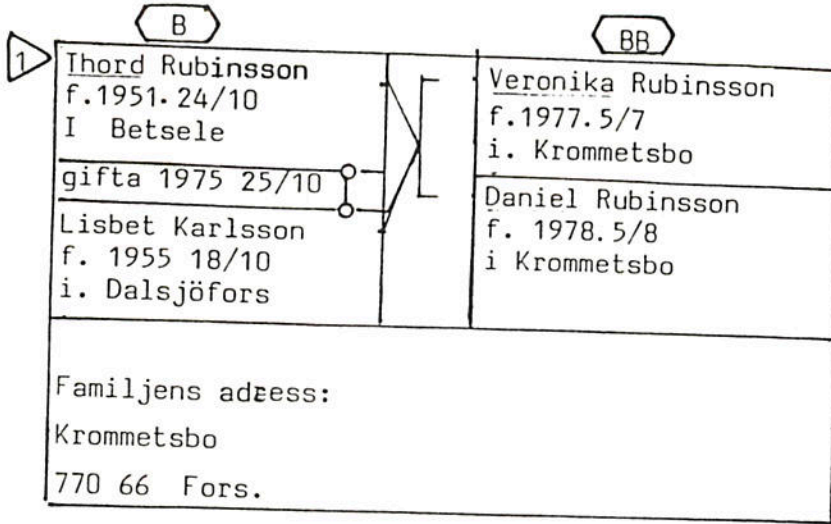 B
BB
1
Thord Rubinsson
f.1951.24/10
I Betsele
gifta 1975 25/10
Lisbet Karlsson
f. 1955 18/10
i. Dalsjöfors
Veronika Rubinsson
f.1977.5/7
i. Krommetsbo
Daniel Rubinsson
f. 1978.5/8
i Krommetsbo
Familjens adress:
Krommetsbo
770 66 Fors.